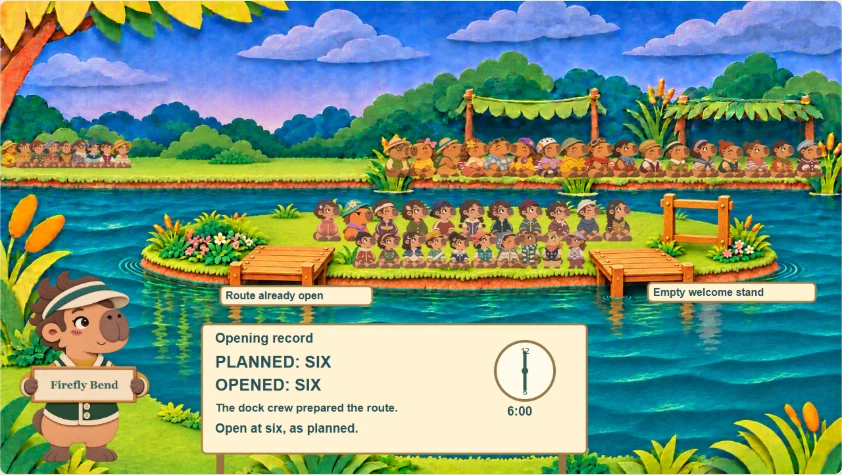 Route already open
Empty welcome stand
Opening record
PLANNED: SIX
OPENED: SIX
The dock crew prepared the route.
Open at six, as planned.
12
6
6:00
Firefly Bend